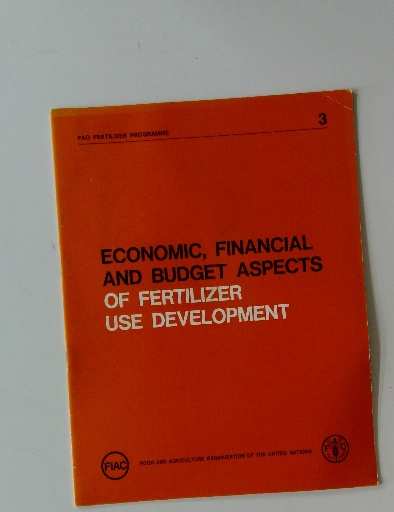 FAO FERTILIZER PROGRAMME
3
ECONOMIC, FINANCIAL
AND BUDGET ASPECTS
OF FERTILIZER
USE DEVELOPMENT
FIAC
FOOD AND AGRICULTURE ORGANIZATION OF THE UNITED NATIONS